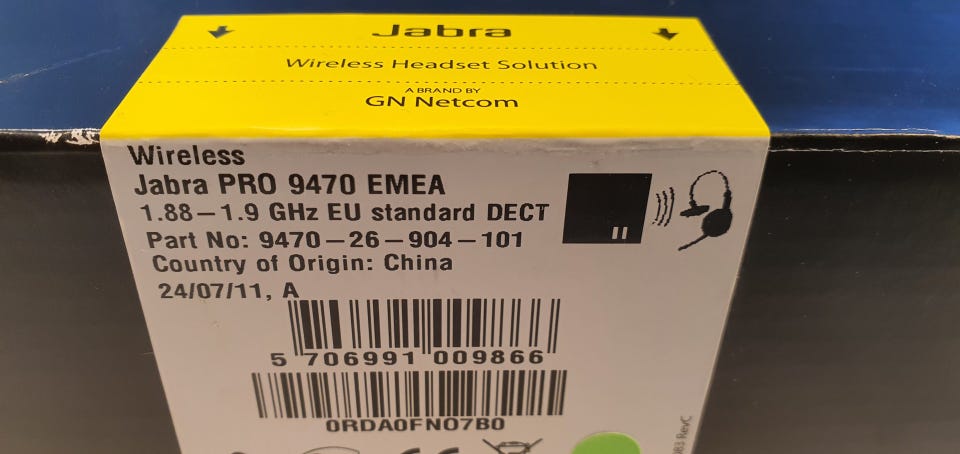 Jabra
Wireless Headset Solution
A BRAND BY
GN Netcom
Wireless
Jabra PRO 9470 EMEA
1.88-1.9 GHz EU standard DECT
Part No: 9470-26-904-101
Country of Origin: China
24/07/11, A
5 706991 009866
0RDA0FN07B0
CE
RevC